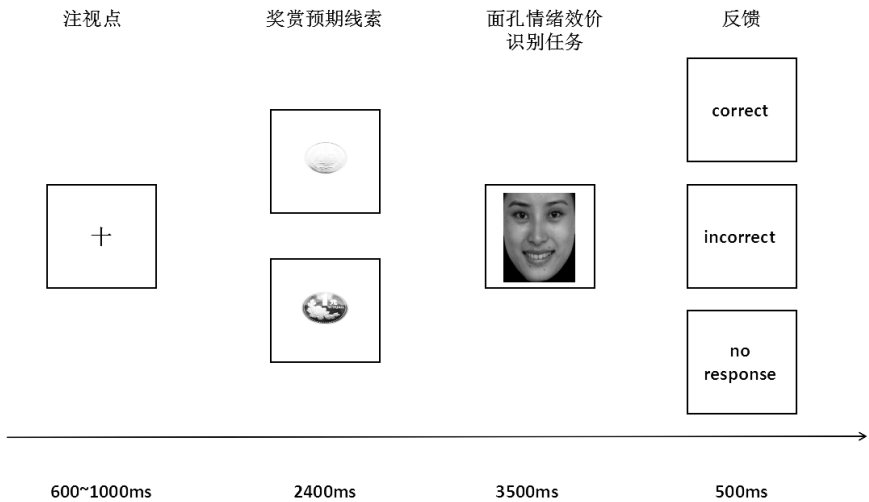 注视点
奖赏预期线索
面孔情绪效价
识别任务
反馈
correct
incorrect
no
response
600~1000ms
2400ms
3500ms
500ms